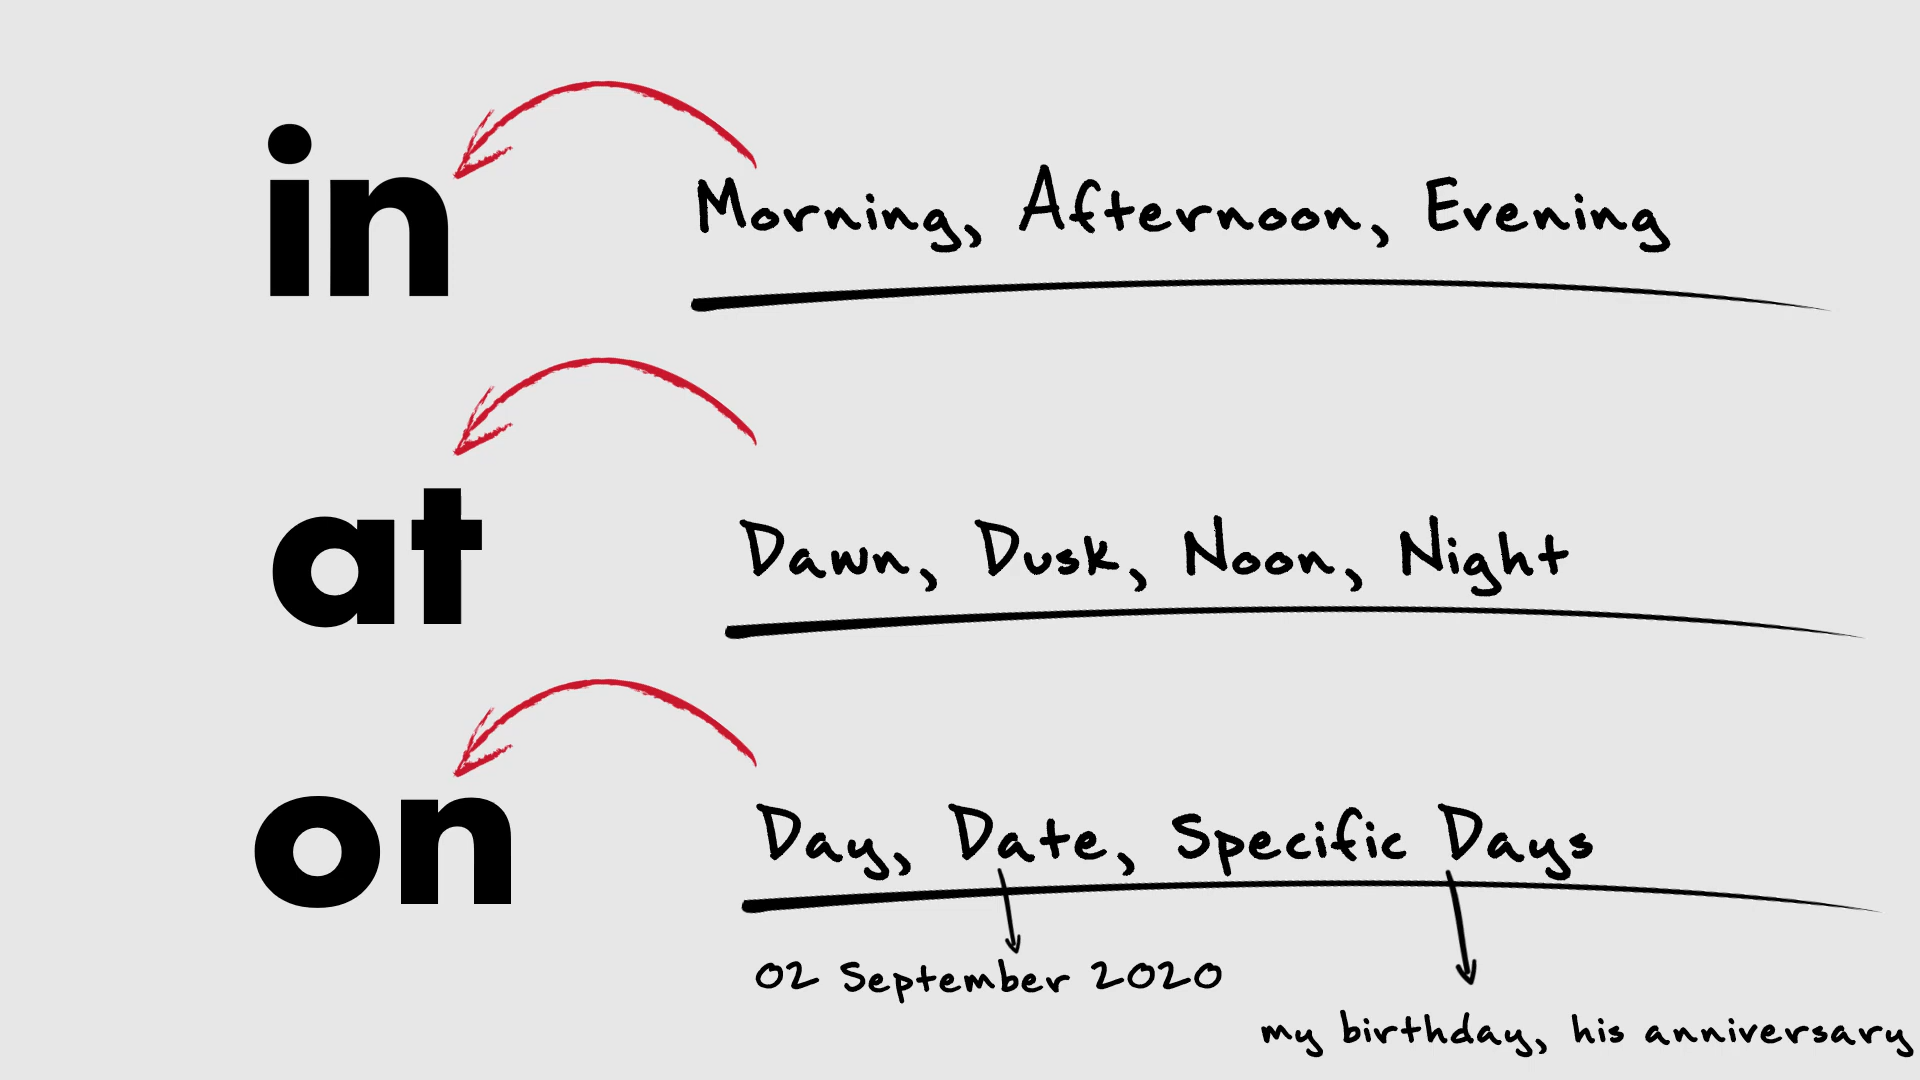 in
Morning, Afternoon, Evening
at
Dawn, Dusk, Noon, Night
on
Day, Date, Specific Days
02 September 2020
my birthday, his anniversary